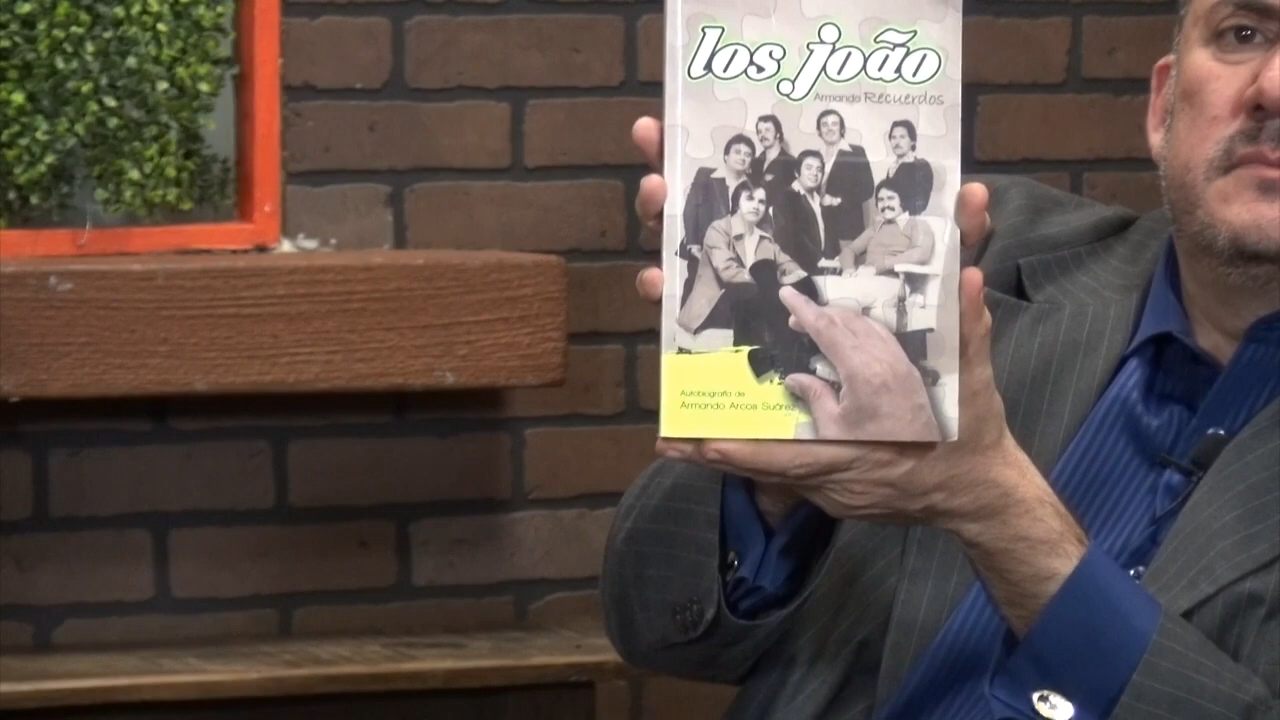 los joão
Armando Recuerdos
Autobiografía de
Armando Arcos Suárez